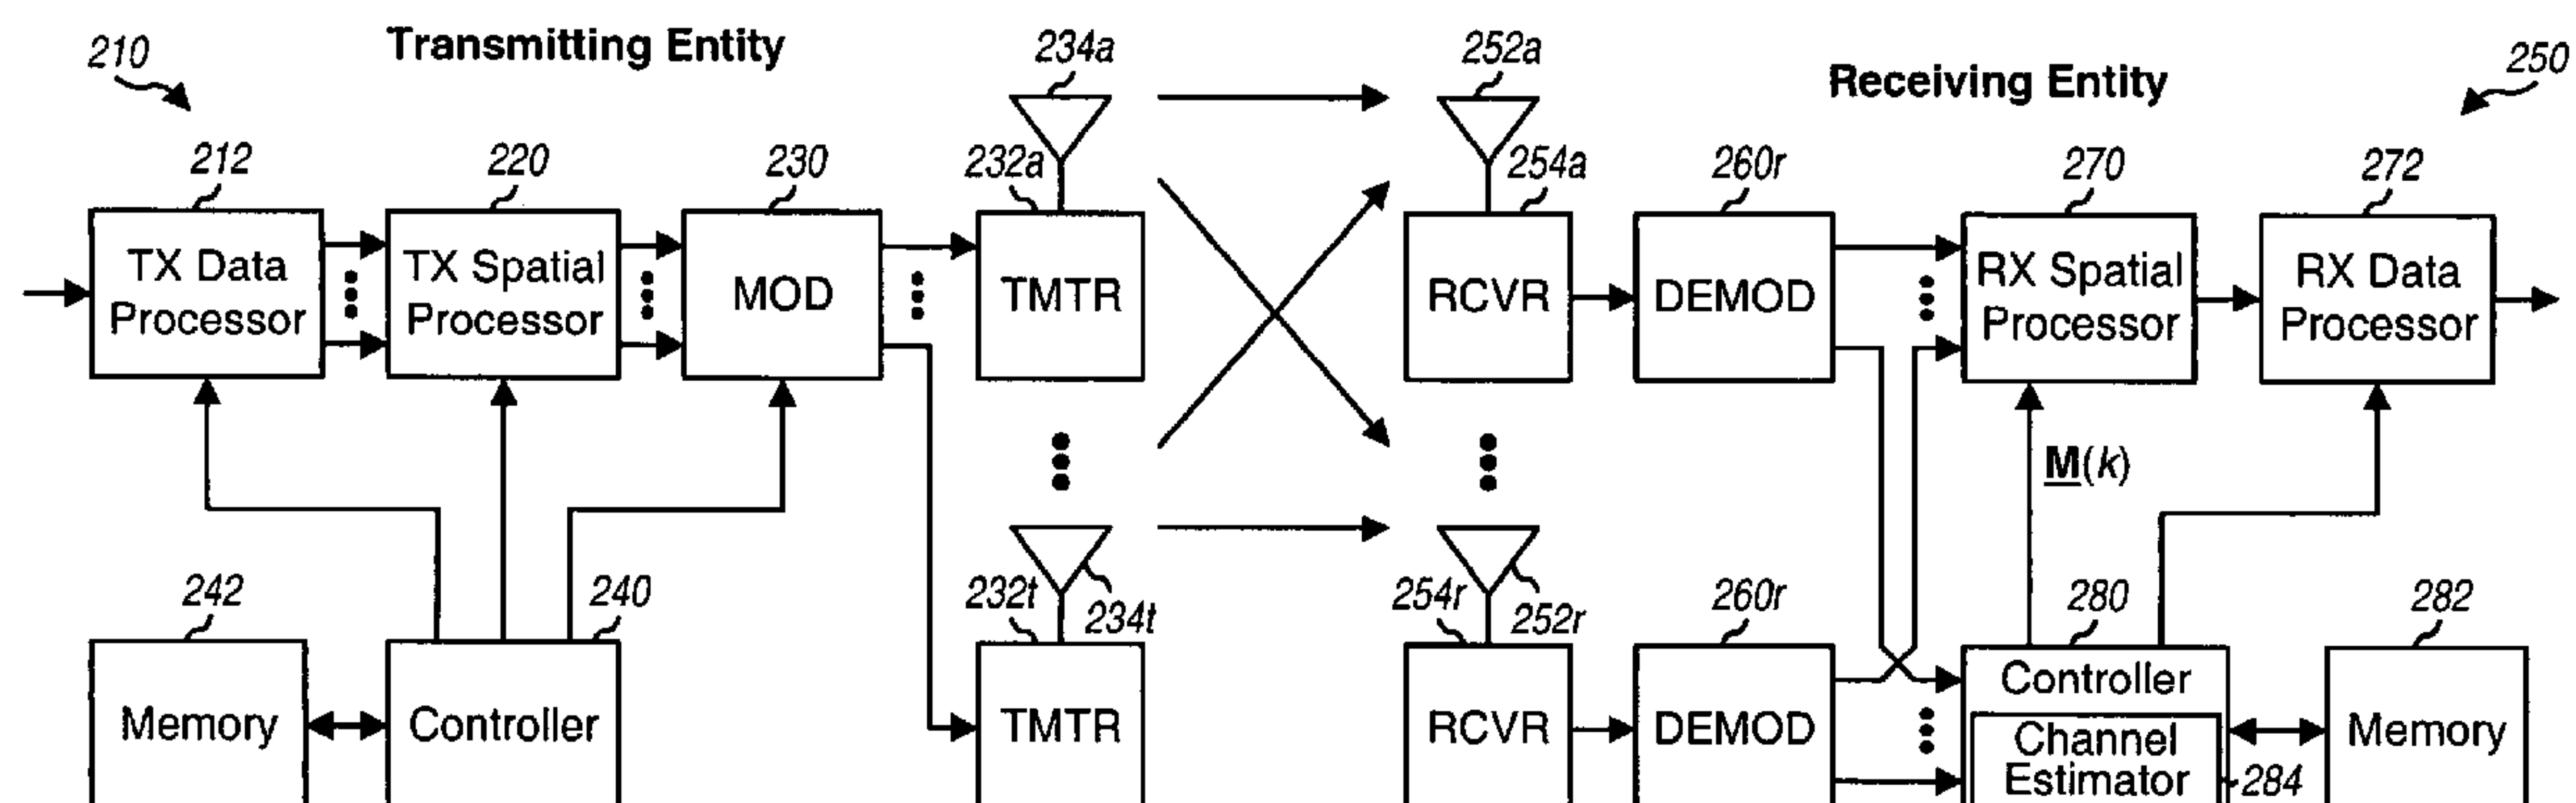 Transmitting Entity
Receiving Entity
210
234a
252a
250
212
220
230
232a
254a
260r
270
272
TX Data
Processor
TX Spatial
Processor
MOD
TMTR
RCVR
DEMOD
RX Spatial
Processor
RX Data
Processor
M(k)
242
240
232t
234t
254r
252r
260r
280
282
Memory
Controller
TMTR
RCVR
DEMOD
Controller
Channel
Estimator
284
Memory